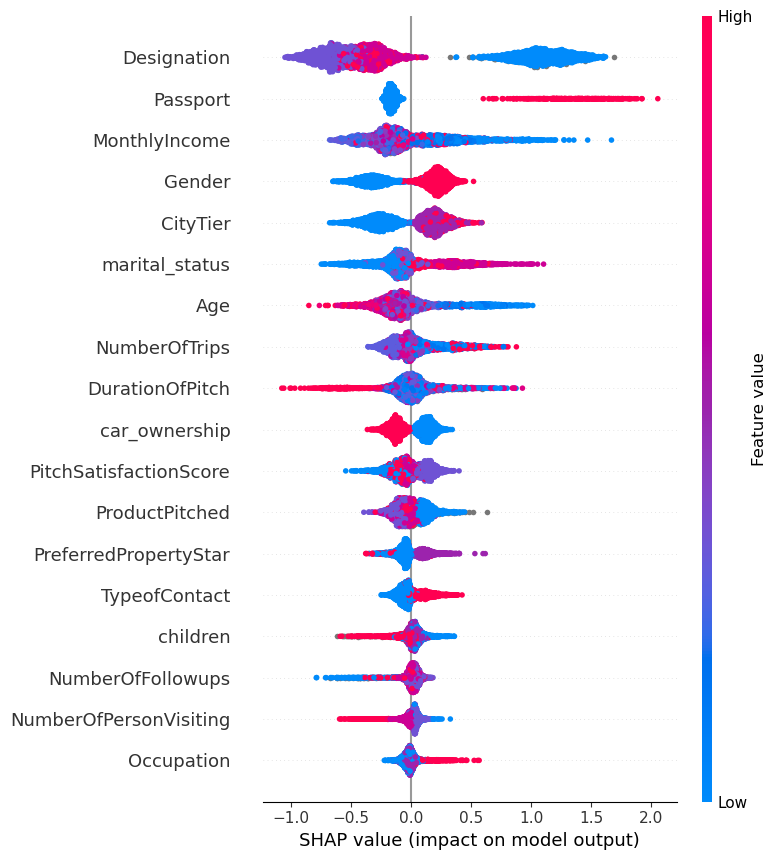 High
Designation
Passport
MonthlyIncome
Gender
CityTier
marital_status
Age
NumberOfTrips
DurationOfPitch
car_ownership
PitchSatisfactionScore
ProductPitched
PreferredPropertyStar
TypeofContact
children
NumberOfFollowups
NumberOfPersonVisiting
Occupation
Feature value
Low
−1.0 −0.5 0.0 0.5 1.0 1.5 2.0
SHAP value (impact on model output)